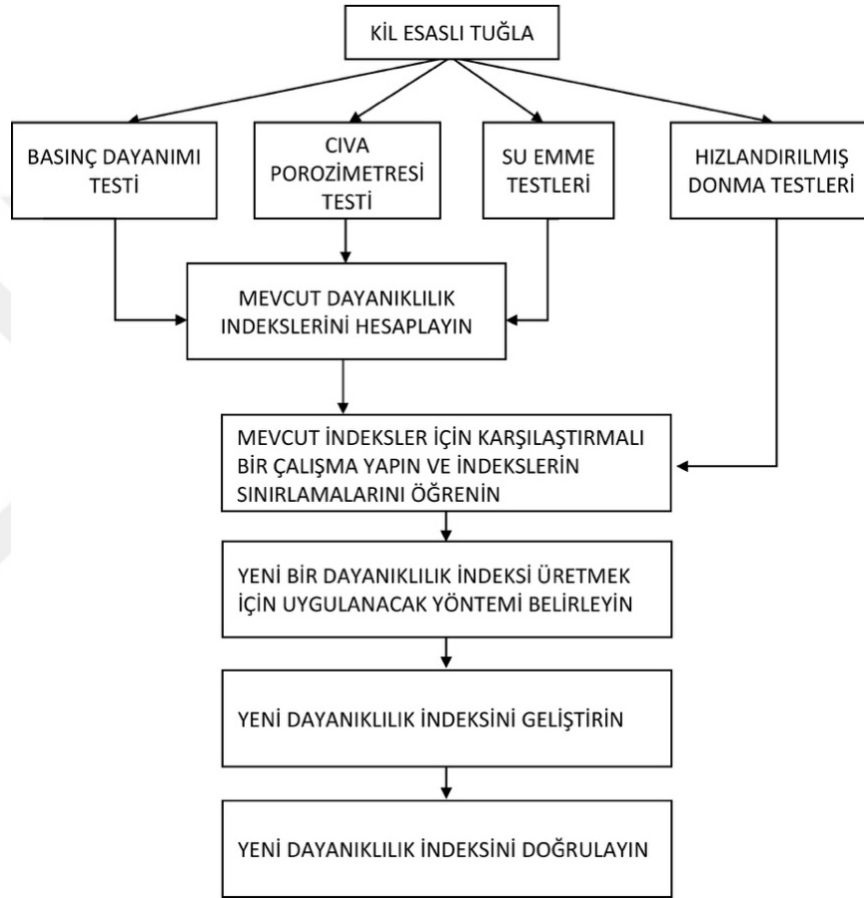 KİL ESASLI TUĞLA
BASINÇ DAYANIMI
TESTİ
CIVA
POROZİMETRESİ
TESTİ
SU EMME
TESTLERİ
HIZLANDIRILMIŞ
DONMA TESTLERİ
MEVCUT DAYANIKLILIK
INDEKSLERİNİ HESAPLAYIN
MEVCUT İNDEKSLER İÇİN KARŞILAŞTIRMALI
BİR ÇALIŞMA YAPIN VE İNDEKSLERİN
SINIRLAMALARINI ÖĞRENİN
YENİ BİR DAYANIKLILIK İNDEKSİ ÜRETMEK
İÇİN UYGULANACAK YÖNTEMİ BELİRLEYİN
YENİ DAYANIKLILIK İNDEKSİNİ GELİŞTİRİN
YENİ DAYANIKLILIK İNDEKSİNİ DOĞRULAYIN